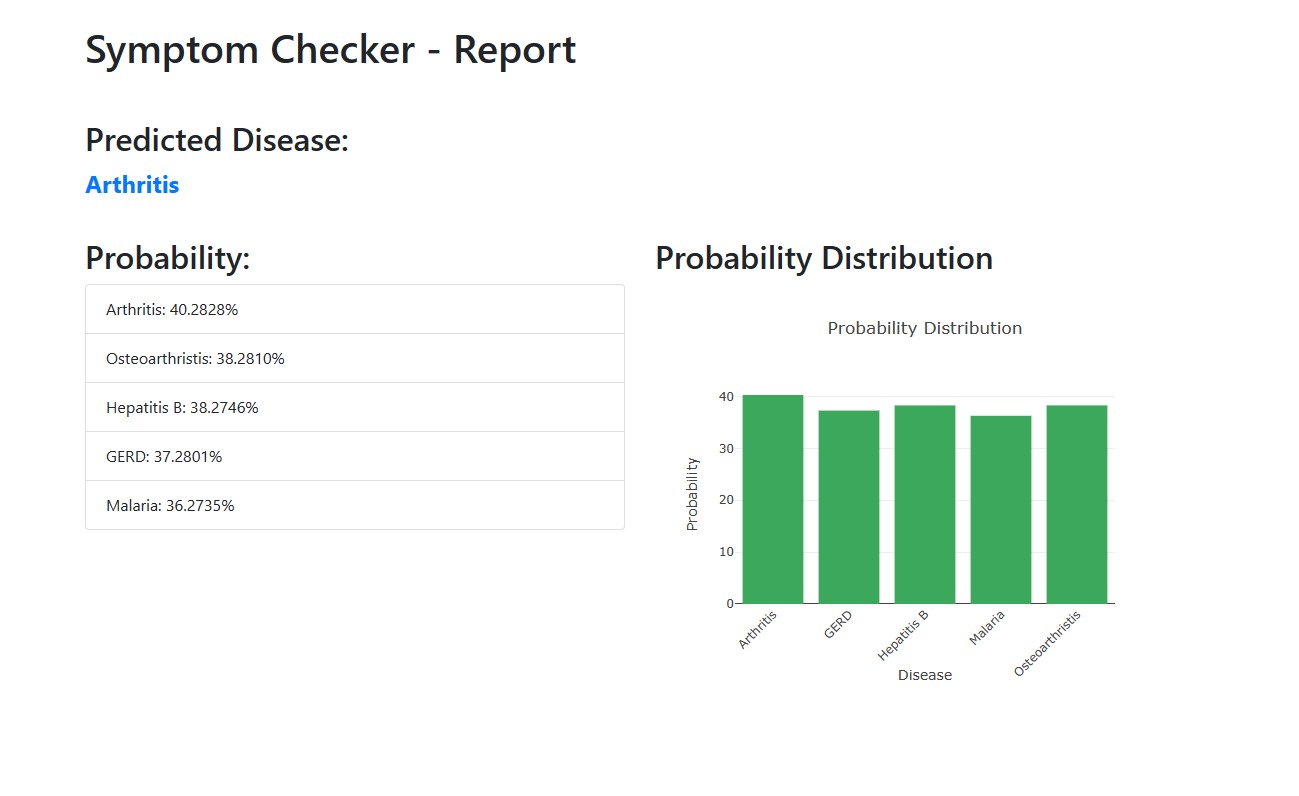 Symptom Checker - Report
Predicted Disease:
Arthritis
Probability:
Arthritis: 40.2828%
Osteoarthristis: 38.2810%
Hepatitis B: 38.2746%
GERD: 37.2801%
Malaria: 36.2735%
Probability Distribution
Probability Distribution
Probability
40
30
20
10
0
Arthritis
GERD
Hepatitis B
Malaria
Osteoarthristis
Disease